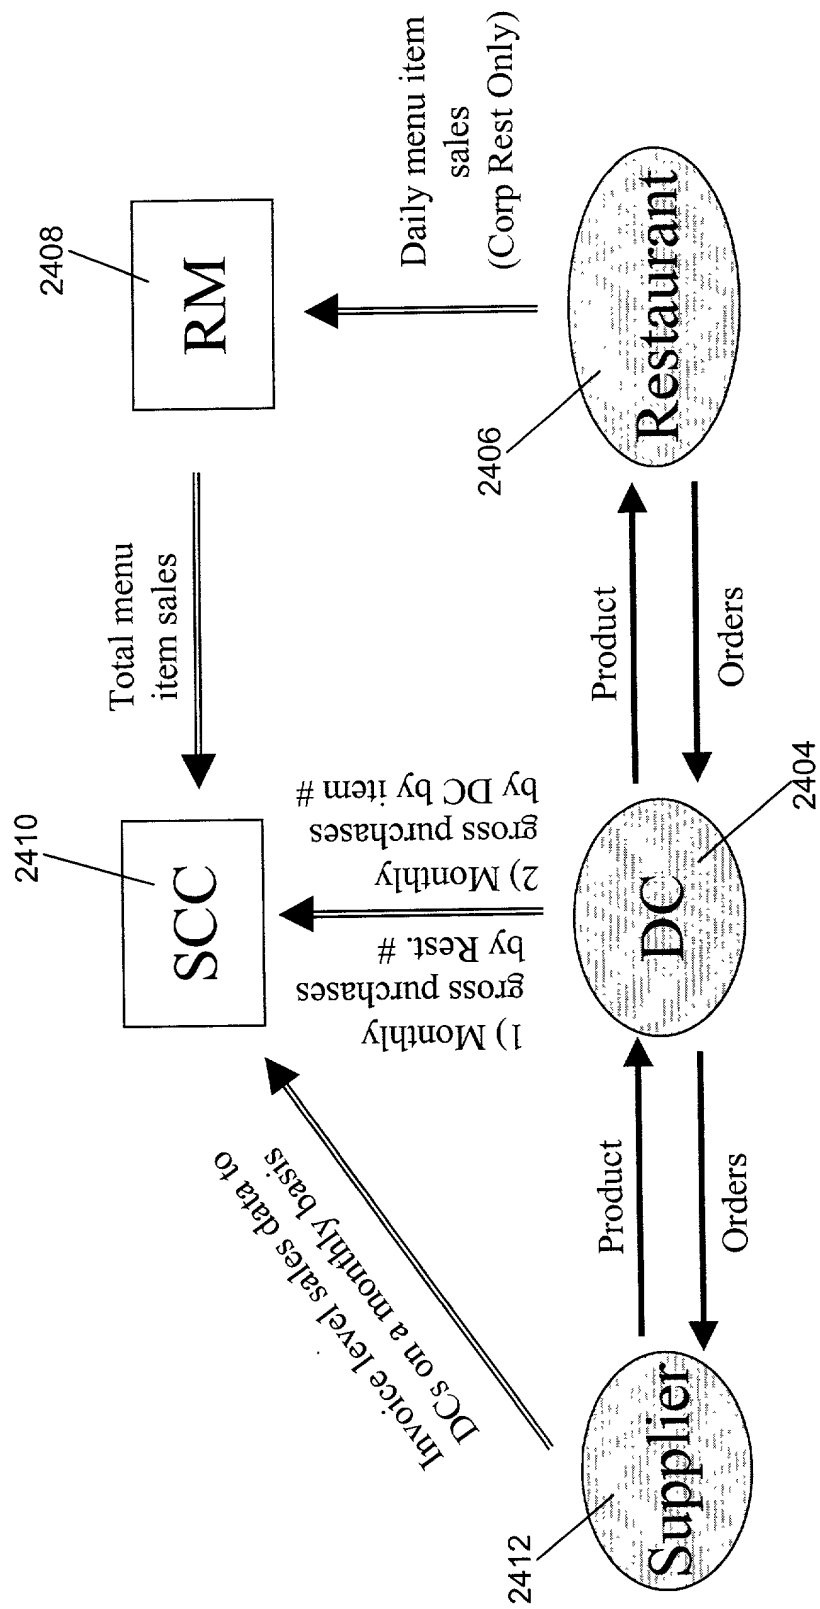 2410
SCC
Total menu
item sales
2408
RM
Invoice level sales data to
DCs on a monthly basis
1) Monthly
gross purchases
by Rest. #
2) Monthly
gross purchases
by DC by item #
Daily menu item
sales
(Corp Rest Only)
2412
Supplier
Product
Orders
DC
2404
Product
Orders
2406
Restaurant